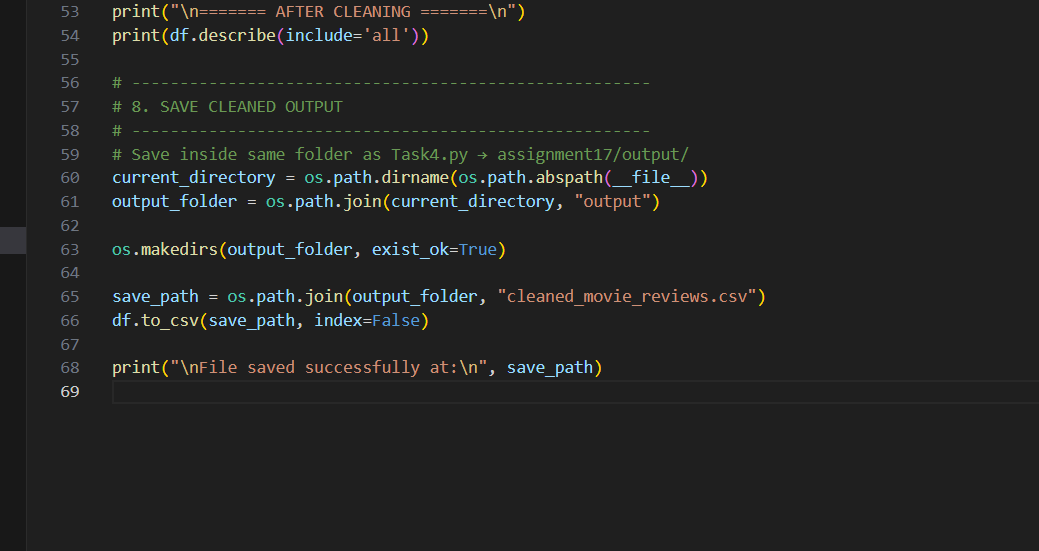 53 print("\n======= AFTER CLEANING =======\n")
54 print(df.describe(include='all'))
55
56 # ------------------------------------------------------
57 # 8. SAVE CLEANED OUTPUT
58 # ------------------------------------------------------
59 # Save inside same folder as Task4.py → assignment17/output/
60 current_directory = os.path.dirname(os.path.abspath(__file__))
61 output_folder = os.path.join(current_directory, "output")
62
63 os.makedirs(output_folder, exist_ok=True)
64
65 save_path = os.path.join(output_folder, "cleaned_movie_reviews.csv")
66 df.to_csv(save_path, index=False)
67
68 print("\nFile saved successfully at:\n", save_path)
69